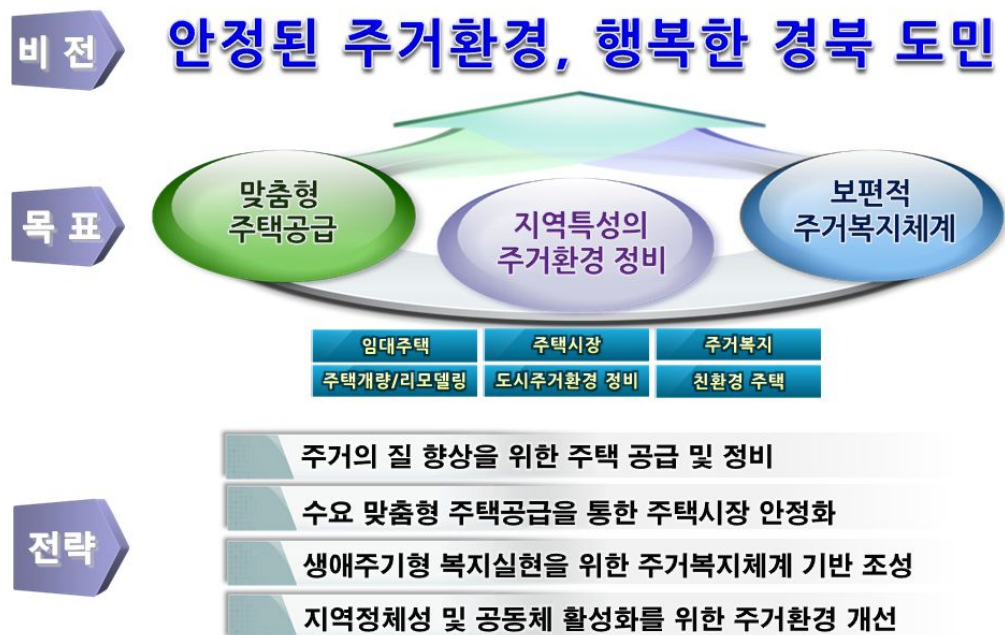 비 전
안정된 주거환경, 행복한 경북 도민
목 표
맞춤형
주택공급
지역특성의
주거환경 정비
보편적
주거복지체계
임대주택
주택시장
주거복지
주택개량/리모델링
도시주거환경 정비
친환경 주택
전략
주거의 질 향상을 위한 주택 공급 및 정비
수요 맞춤형 주택공급을 통한 주택시장 안정화
생애주기형 복지실현을 위한 주거복지체계 기반 조성
지역정체성 및 공동체 활성화를 위한 주거환경 개선